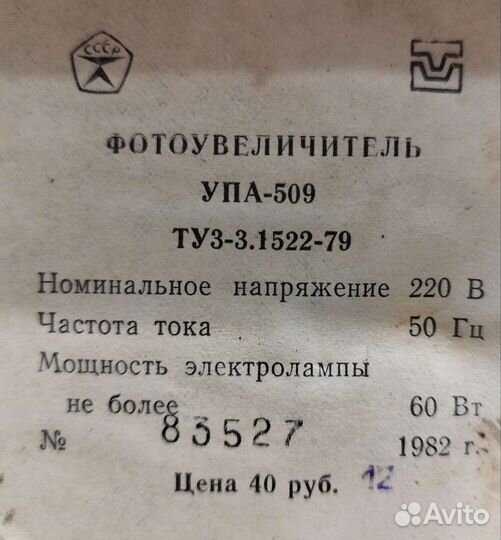 СССР
ФОТОУВЕЛИЧИТЕЛЬ
УПА-509
ТУ3-3.1522-79
Номинальное напряжение 220 В
Частота тока 50 Гц
Мощность электролампы
не более 60 Вт
№ 83527 1982 г.
Цена 40 руб. 12
Avito